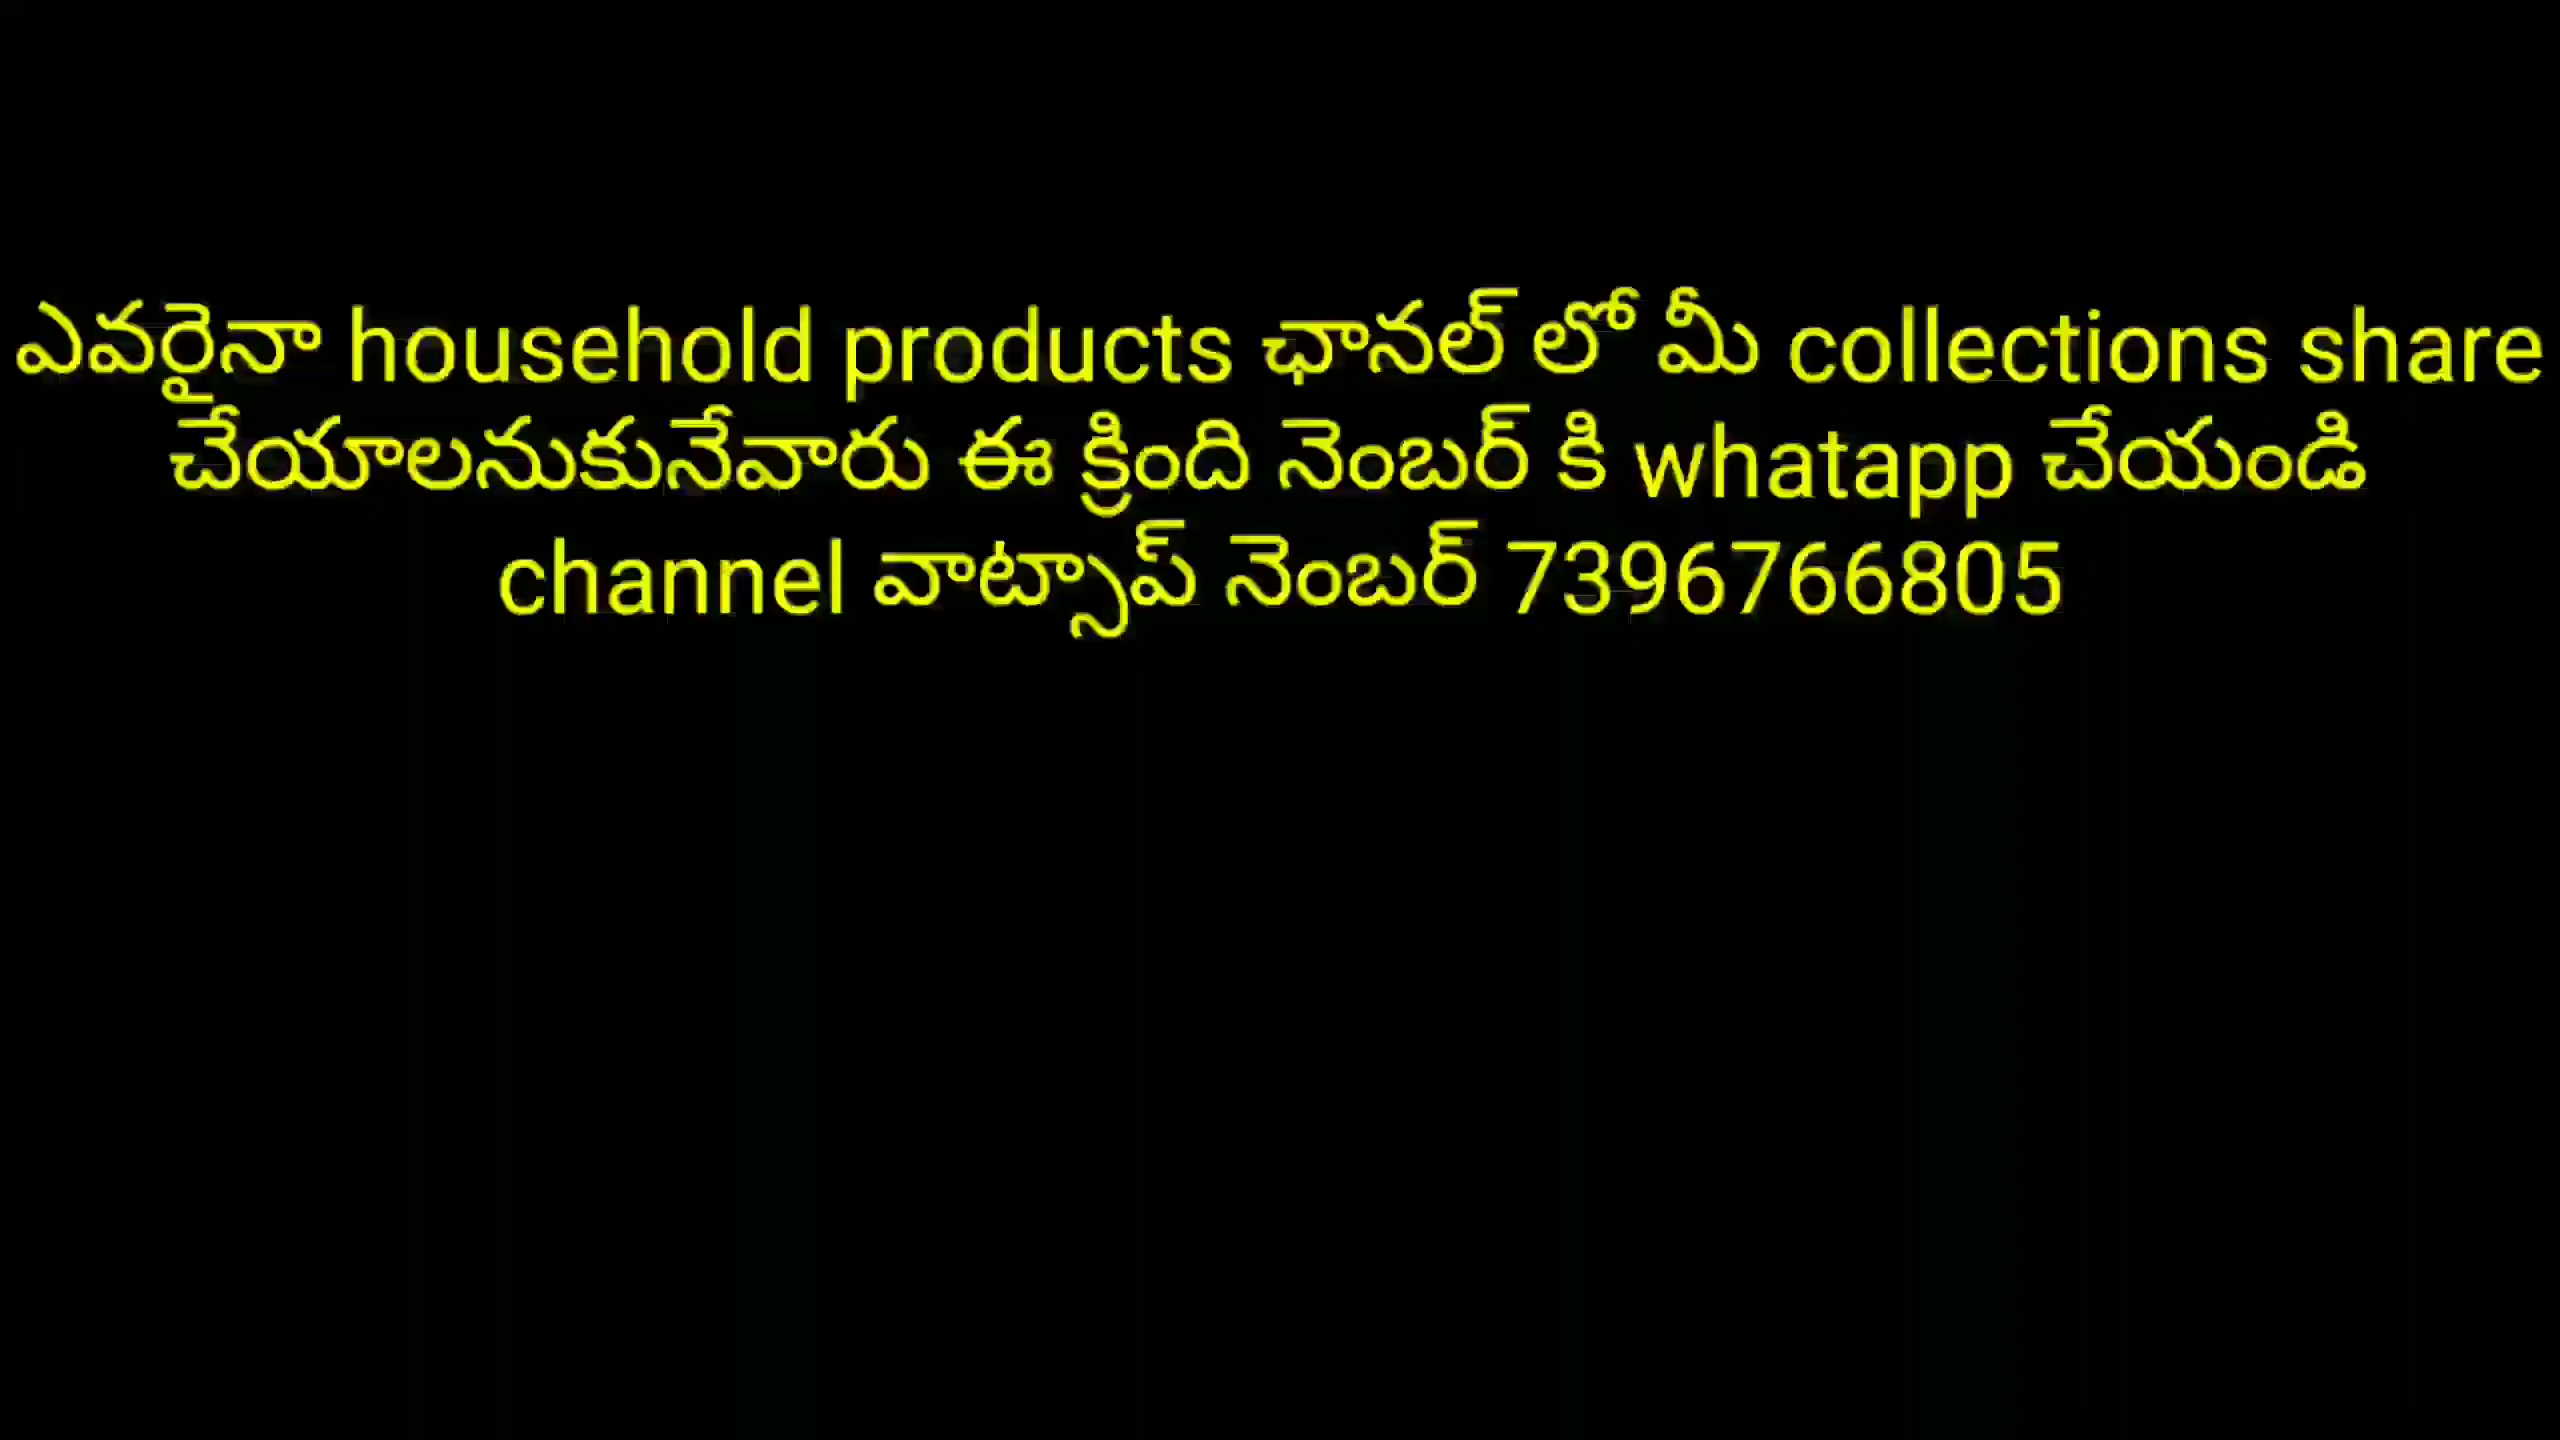 ఎవరైనా household products ఛానల్ లో మీ collections share
చేయాలనుకునేవారు ఈ క్రింది నెంబర్ కి whatapp చేయండి
channel వాట్సాప్ నెంబర్ 7396766805